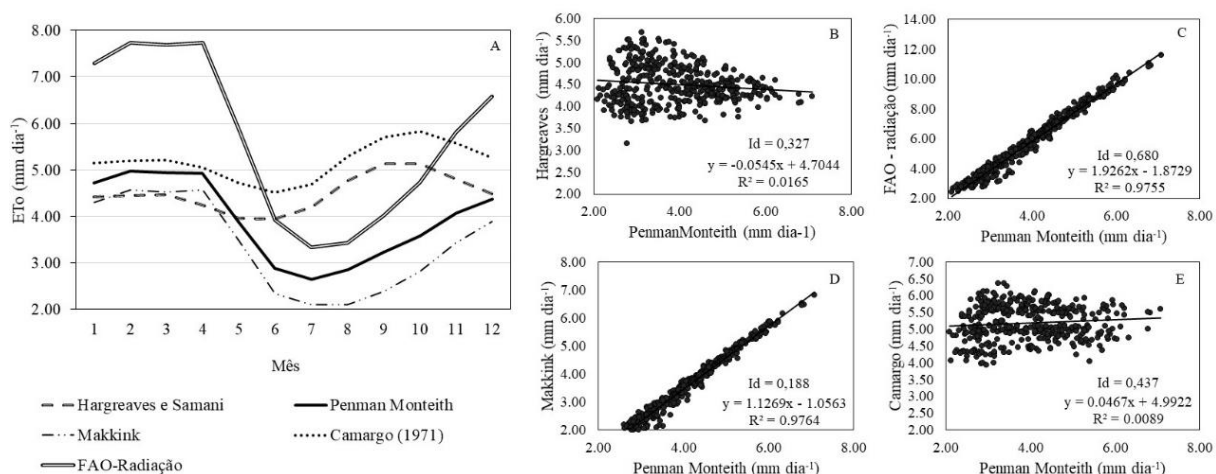 A
ETo (mm dia-1)
8.00
7.00
6.00
5.00
4.00
3.00
2.00
1 2 3 4 5 6 7 8 9 10 11 12
Mês
Hargreaves e Samani
Penman Monteith
Makkink
Camargo (1971)
FAO-Radiação
B
Hargreaves (mm dia-1)
6.00
5.50
5.00
4.50
4.00
3.50
3.00
2.50
2.00
Id = 0,327
y = -0.0545x + 4.7044
R² = 0.0165
2.00 4.00 6.00 8.00
PenmanMonteith (mm dia-1)
C
FAO - radiação (mm dia-1)
14.00
12.00
10.00
8.00
6.00
4.00
2.00
Id = 0,680
y = 1.9262x - 1.8729
R² = 0.9755
2.00 4.00 6.00 8.00
Penman Monteith (mm dia-1)
D
Makkink (mm dia-1)
8.00
7.00
6.00
5.00
4.00
3.00
2.00
Id = 0,188
y = 1.1269x - 1.0563
R² = 0.9764
2.00 4.00 6.00 8.00
Penman Monteith (mm dia-1)
E
Camargo (mm dia-1)
7.00
6.50
6.00
5.50
5.00
4.50
4.00
3.50
3.00
2.50
2.00
Id = 0,437
y = 0.0467x + 4.9922
R² = 0.0089
2.00 4.00 6.00 8.00
Penman Monteith (mm dia-1)